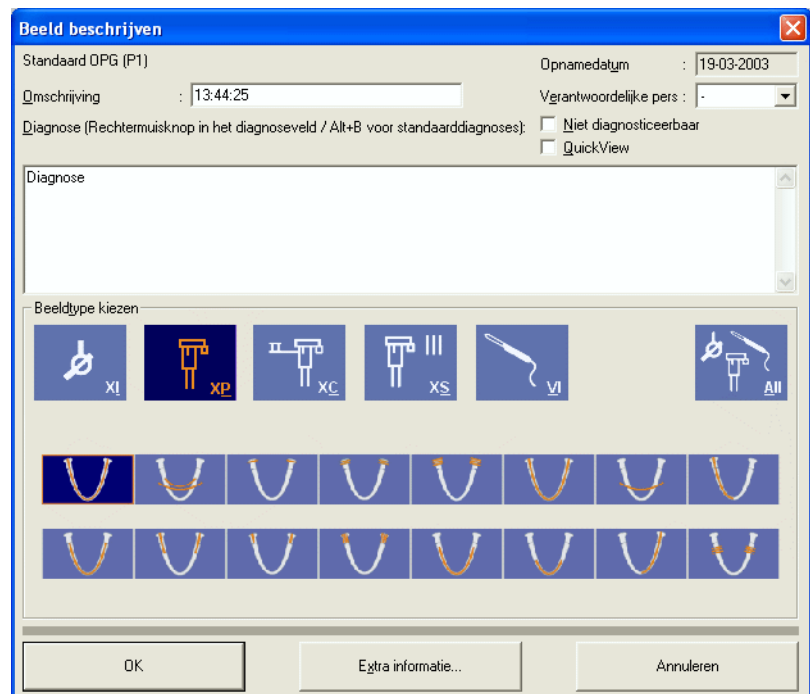 Beeld beschrijven
Standaard OPG (P1)
Opnamedatum : 19-03-2003
Omschrijving : 13:44:25
Verantwoordelijke pers : -
Diagnose (Rechtermuisknop in het diagnoseveld / Alt+B voor standaarddiagnoses):
Niet diagnosticeerbaar
QuickView
Diagnose
Beeldtype kiezen
XI XP XC XS VI All
OK Extra informatie... Annuleren